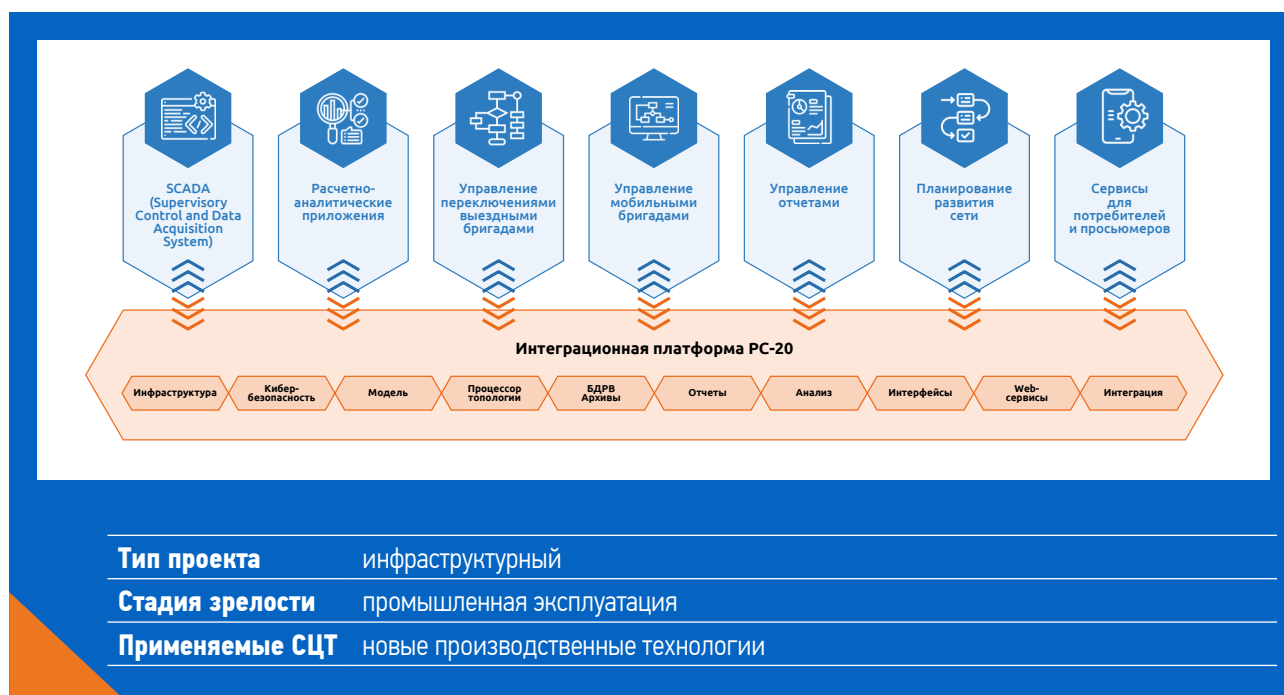 SCADA
(Supervisory
Control and Data
Acquisition
System)
Расчетно-
аналитические
приложения
Управление
переключениями
выездными
бригадами
Управление
мобильными
бригадами
Управление
отчетами
Планирование
развития
сети
Сервисы
для
потребителей
и просьюмеров
Интеграционная платформа РС-20
Инфраструктура
Кибер-
безопасность
Модель
Процессор
топологии
БДРВ
Архивы
Отчеты
Анализ
Интерфейсы
Web-
сервисы
Интеграция
Тип проекта инфраструктурный
Стадия зрелости промышленная эксплуатация
Применяемые СЦТ новые производственные технологии